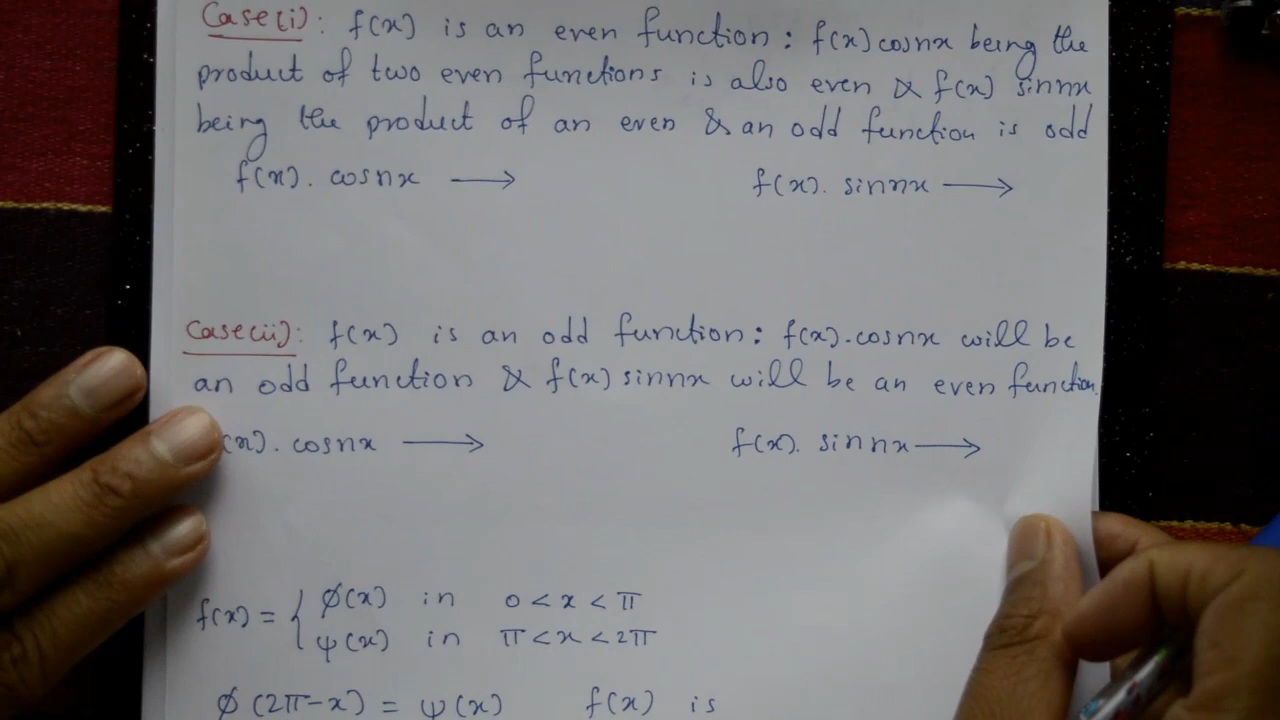 Case(i): f(x) is an even function: f(x) cosnx being the
product of two even functions is also even & f(x) sinnx
being the product of an even & an odd function is odd
f(x). cosnx ⟶ f(x). sinnx ⟶
Case(ii): f(x) is an odd function: f(x).cosnx will be
an odd function & f(x) sinnx will be an even function.
(x). cosnx ⟶ f(x). sinnx ⟶
f(x) = { ϕ(x) in 0 < x < π
ψ(x) in π < x < 2π
ϕ(2π-x) = ψ(x) f(x) is